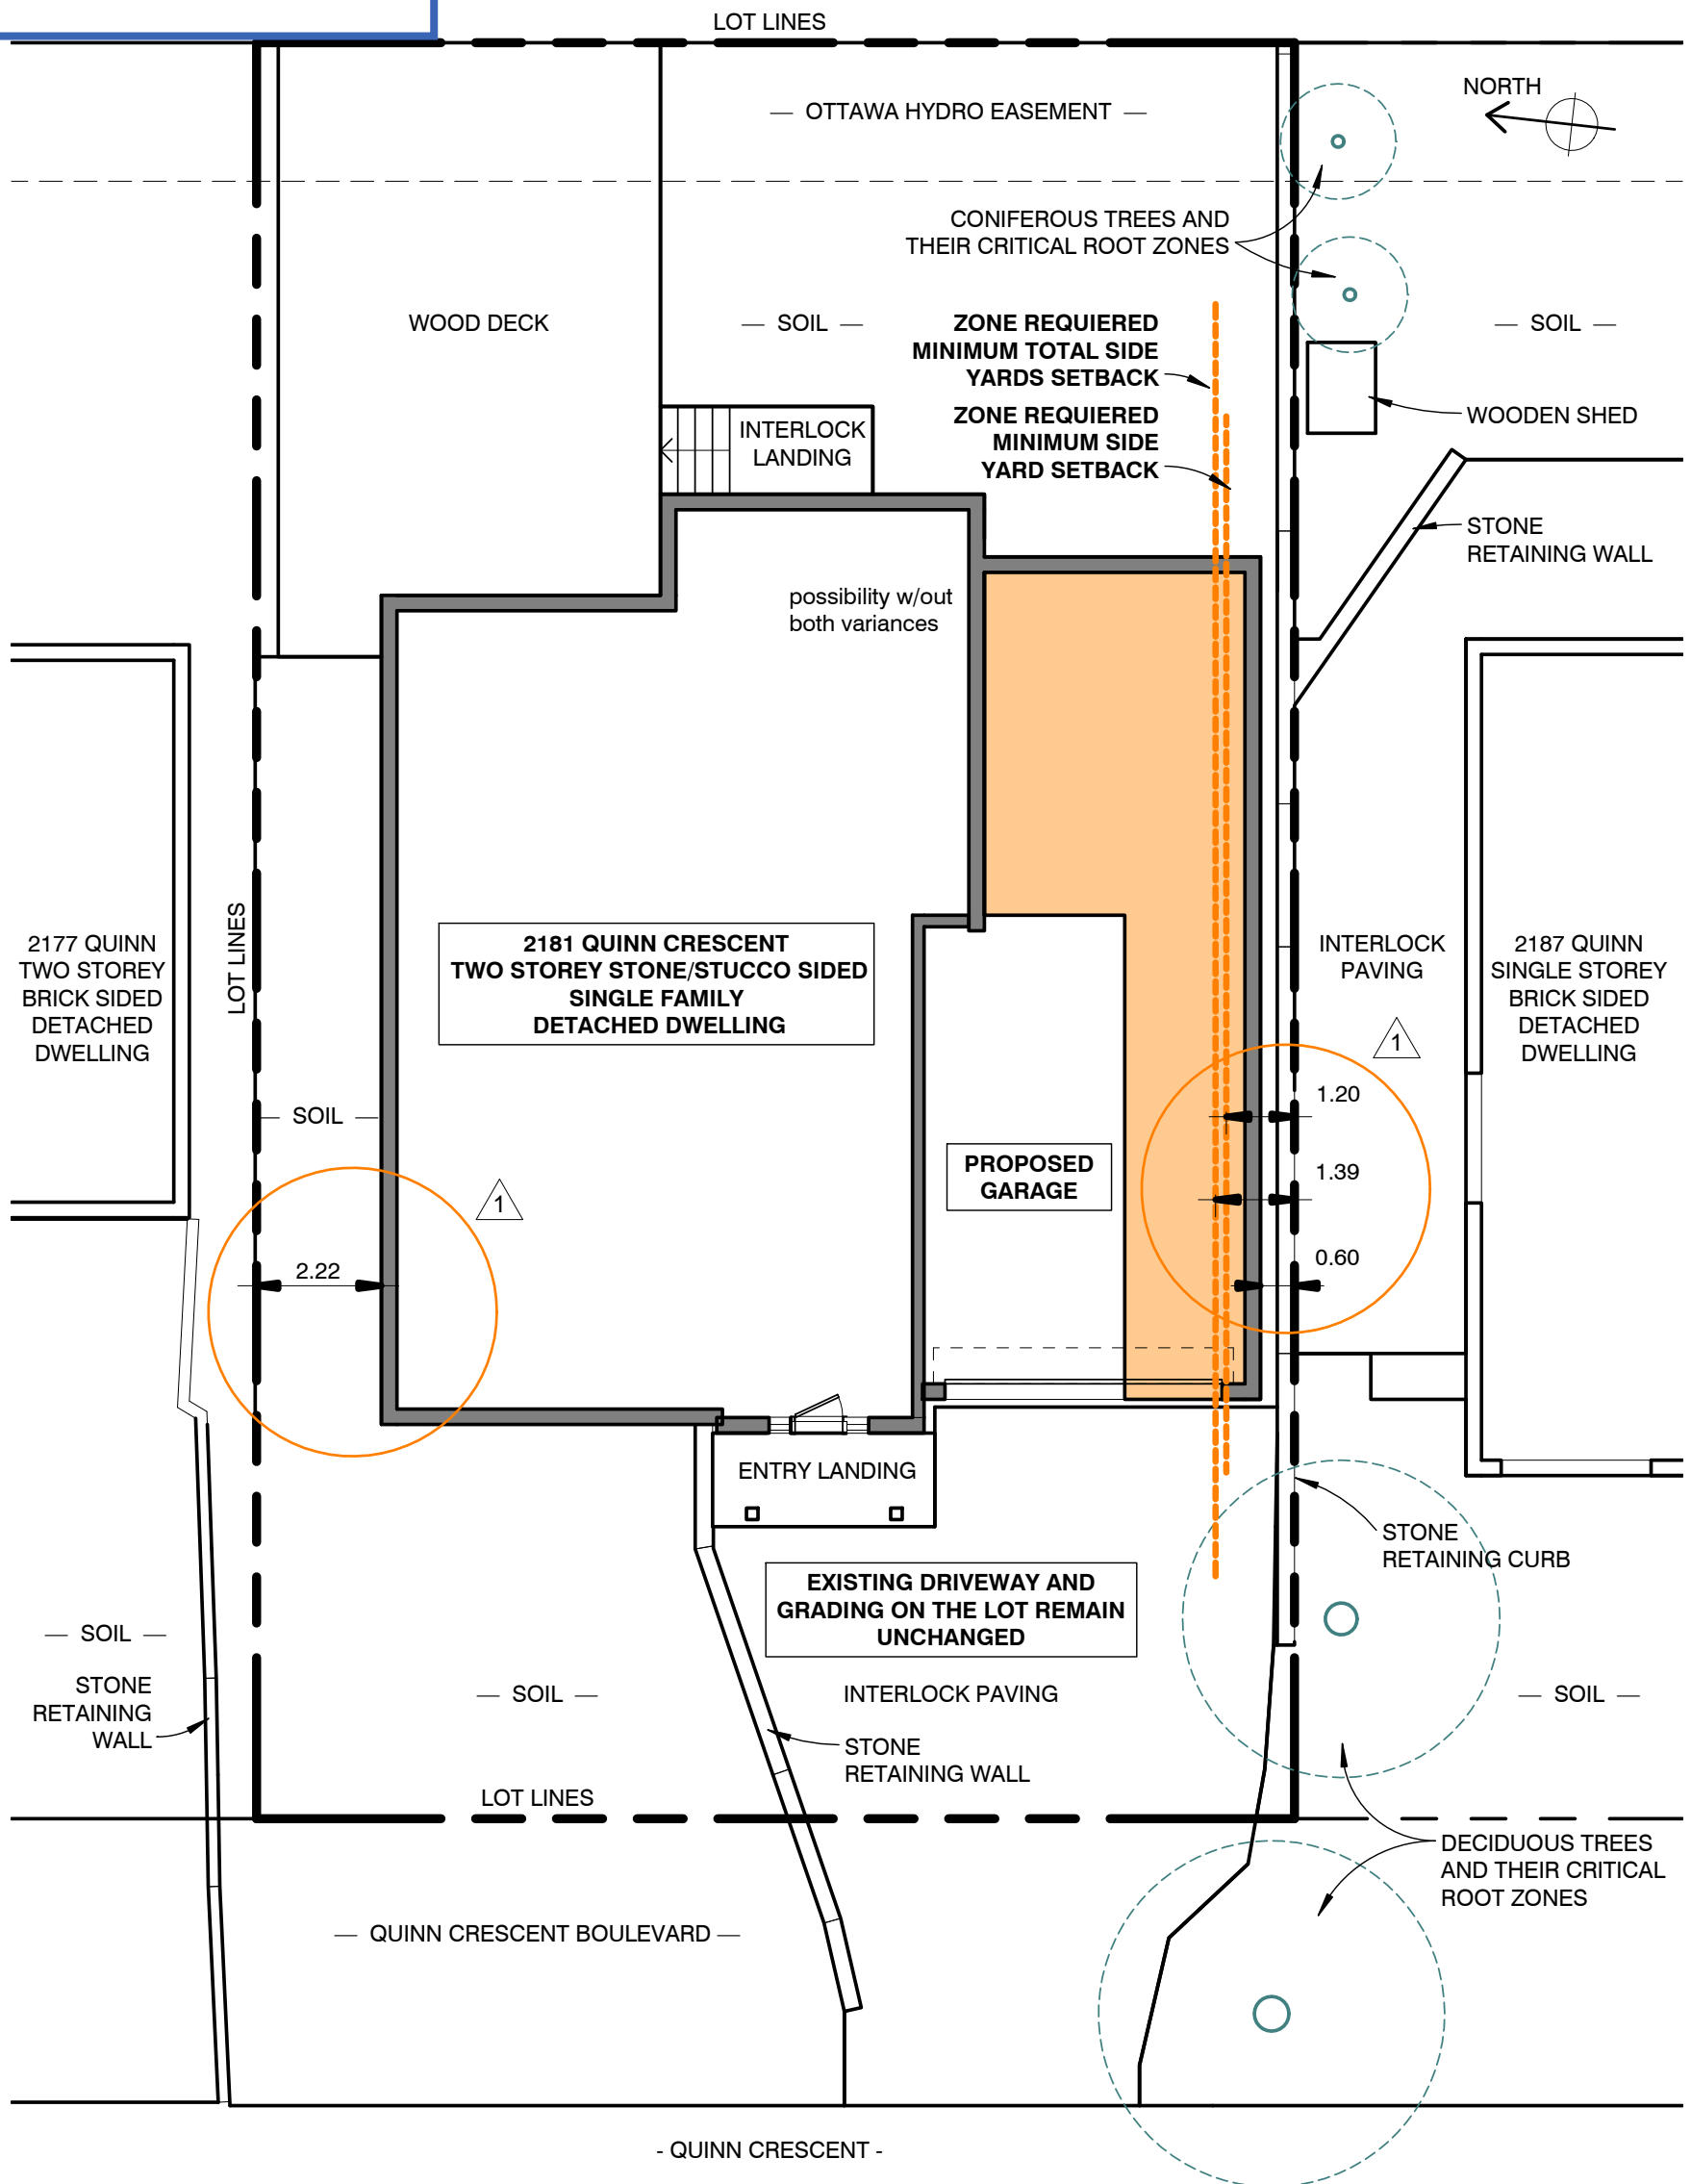 LOT LINES
— OTTAWA HYDRO EASEMENT —
NORTH
CONIFEROUS TREES AND
THEIR CRITICAL ROOT ZONES
WOOD DECK
— SOIL —
ZONE REQUIERED
MINIMUM TOTAL SIDE
YARDS SETBACK
— SOIL —
ZONE REQUIERED
MINIMUM SIDE
YARD SETBACK
WOODEN SHED
INTERLOCK
LANDING
STONE
RETAINING WALL
possibility w/out
both variances
LOT LINES
2177 QUINN
TWO STOREY
BRICK SIDED
DETACHED
DWELLING
2181 QUINN CRESCENT
TWO STOREY STONE/STUCCO SIDED
SINGLE FAMILY
DETACHED DWELLING
INTERLOCK
PAVING
2187 QUINN
SINGLE STOREY
BRICK SIDED
DETACHED
DWELLING
1
— SOIL —
1.20
PROPOSED
GARAGE
1.39
1
2.22
0.60
ENTRY LANDING
STONE
RETAINING CURB
EXISTING DRIVEWAY AND
GRADING ON THE LOT REMAIN
UNCHANGED
— SOIL —
STONE
RETAINING
WALL
— SOIL —
INTERLOCK PAVING
— SOIL —
STONE
RETAINING WALL
LOT LINES
DECIDUOUS TREES
AND THEIR CRITICAL
ROOT ZONES
— QUINN CRESCENT BOULEVARD —
- QUINN CRESCENT -